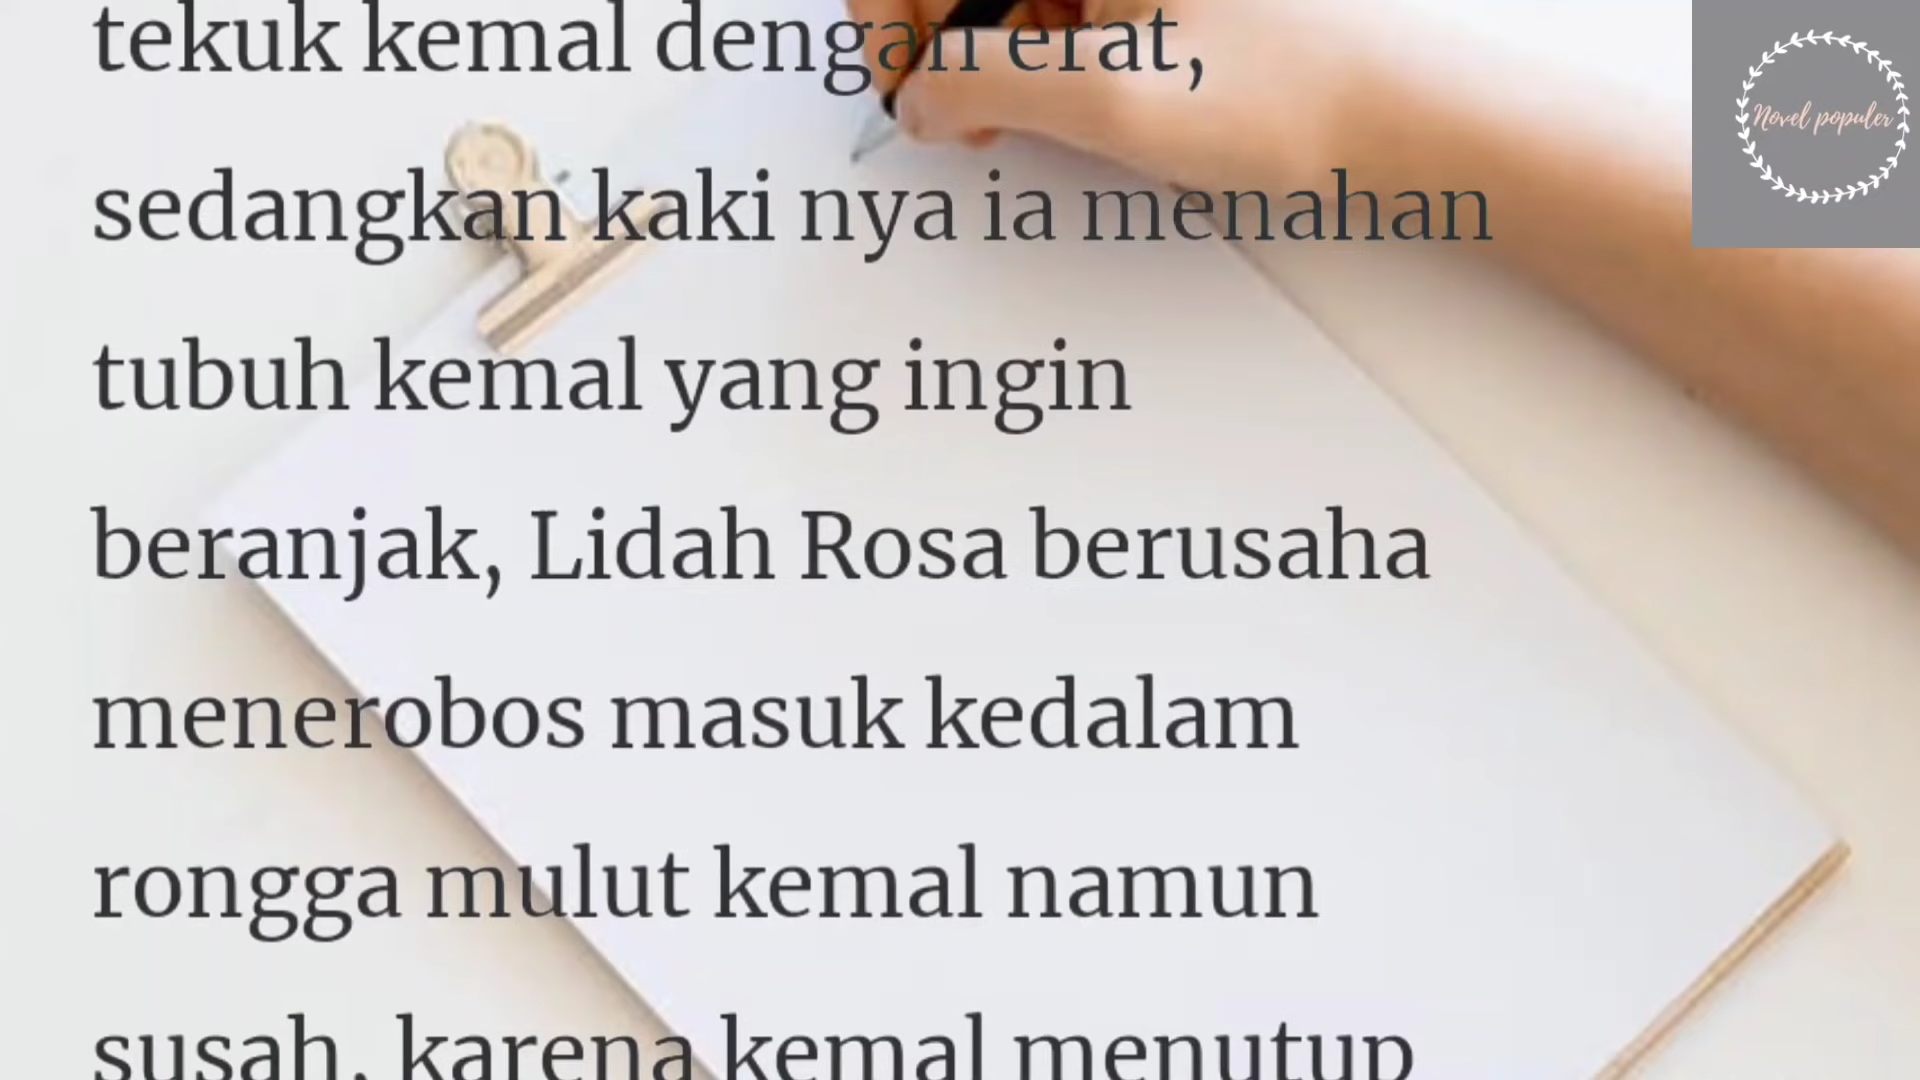 tekuk kemal dengan erat,
sedangkan kaki nya ia menahan
tubuh kemal yang ingin
beranjak, Lidah Rosa berusaha
menerobos masuk kedalam
rongga mulut kemal namun
susah, karena kemal menutup
Novel populer